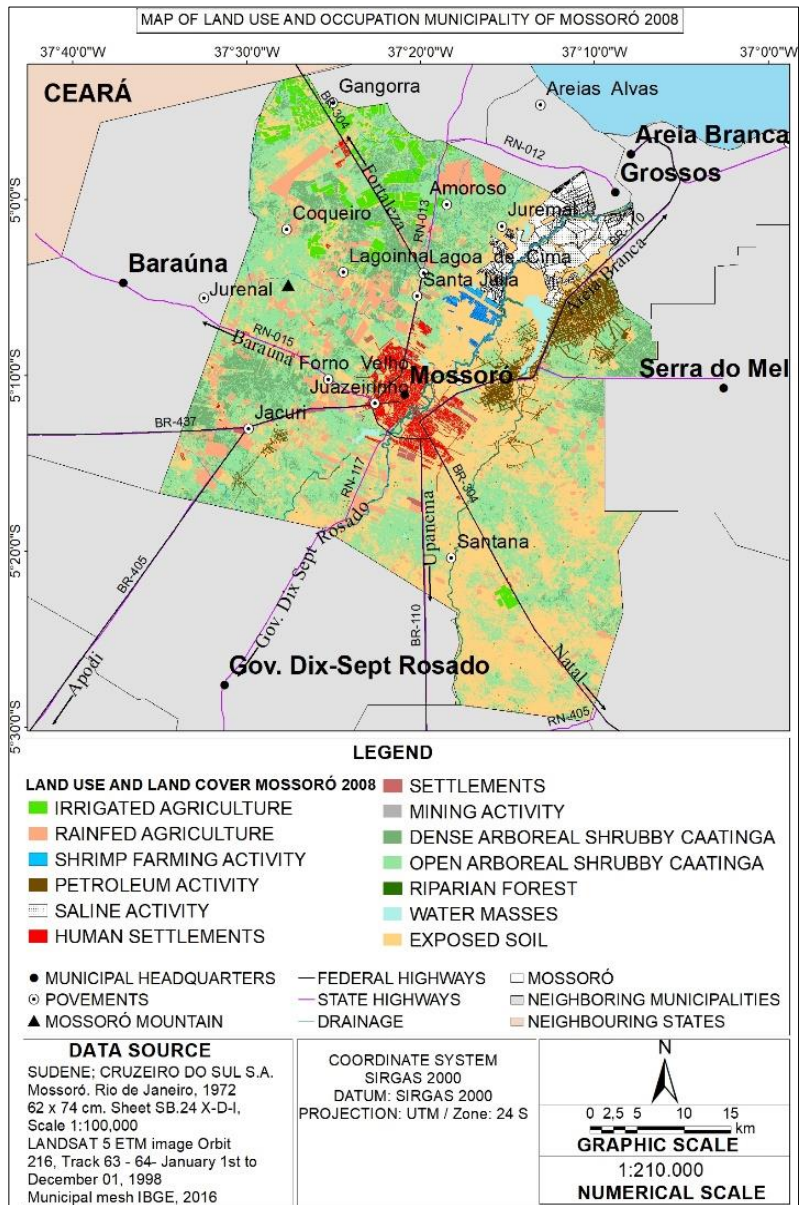 MAP OF LAND USE AND OCCUPATION MUNICIPALITY OF MOSSORÓ 2008
37°40'0"W
37°30'0"W
37°20'0"W
37°10'0"W
37°0'0"W
CEARÁ
Gangorra
Areias Alvas
BR-304
Areia Branca
RN-012
Grossos
Fortaleza
5°0'0"S
Amoroso
RN-013
Coqueiro
Juremal
BR-110
Lagoinha
Lagoa de Cima
Baraúna
Santa Júlia
Areia Branca
Jurenal
RN-015
Barauna
Forno Velho
5°10'0"S
Mossoró
Serra do Mel
Juazeirinho
Jacuri
BR-437
RN-117
BR-304
Upanema
5°20'0"S
Santana
BR-405
Gov. Dix Sept Rosado
BR-110
Gov. Dix-Sept Rosado
Natal
Apodi
RN-405
5°30'0"S
LEGEND
LAND USE AND LAND COVER MOSSORÓ 2008
IRRIGATED AGRICULTURE
RAINFED AGRICULTURE
SHRIMP FARMING ACTIVITY
PETROLEUM ACTIVITY
SALINE ACTIVITY
HUMAN SETTLEMENTS
SETTLEMENTS
MINING ACTIVITY
DENSE ARBOREAL SHRUBBY CAATINGA
OPEN ARBOREAL SHRUBBY CAATINGA
RIPARIAN FOREST
WATER MASSES
EXPOSED SOIL
MUNICIPAL HEADQUARTERS
POVEMENTS
MOSSORÓ MOUNTAIN
FEDERAL HIGHWAYS
STATE HIGHWAYS
DRAINAGE
MOSSORÓ
NEIGHBORING MUNICIPALITIES
NEIGHBOURING STATES
DATA SOURCE
SUDENE; CRUZEIRO DO SUL S.A.
Mossoró. Rio de Janeiro, 1972
62 x 74 cm. Sheet SB.24 X-D-I,
Scale 1:100,000
LANDSAT 5 ETM image Orbit
216, Track 63 - 64- January 1st to
December 01, 1998
Municipal mesh IBGE, 2016
COORDINATE SYSTEM
SIRGAS 2000
DATUM: SIRGAS 2000
PROJECTION: UTM / Zone: 24 S
N
0 2,5 5 10 15
km
GRAPHIC SCALE
1:210.000
NUMERICAL SCALE